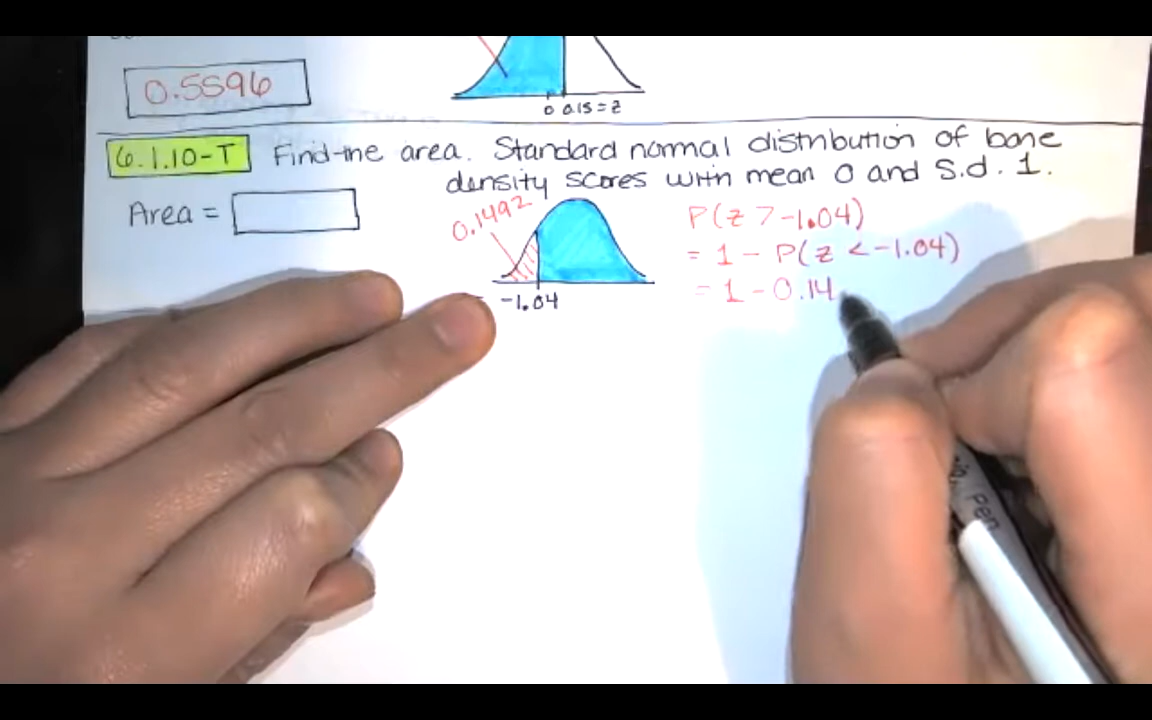 0.5596
0 0.15 = z
6.1.10-T Find the area. Standard normal distribution of bone
density scores with mean 0 and s.d. 1.
Area =
0.1492
-1.04
P(z > -1.04)
= 1 - P(z < -1.04)
= 1 - 0.14
Pen